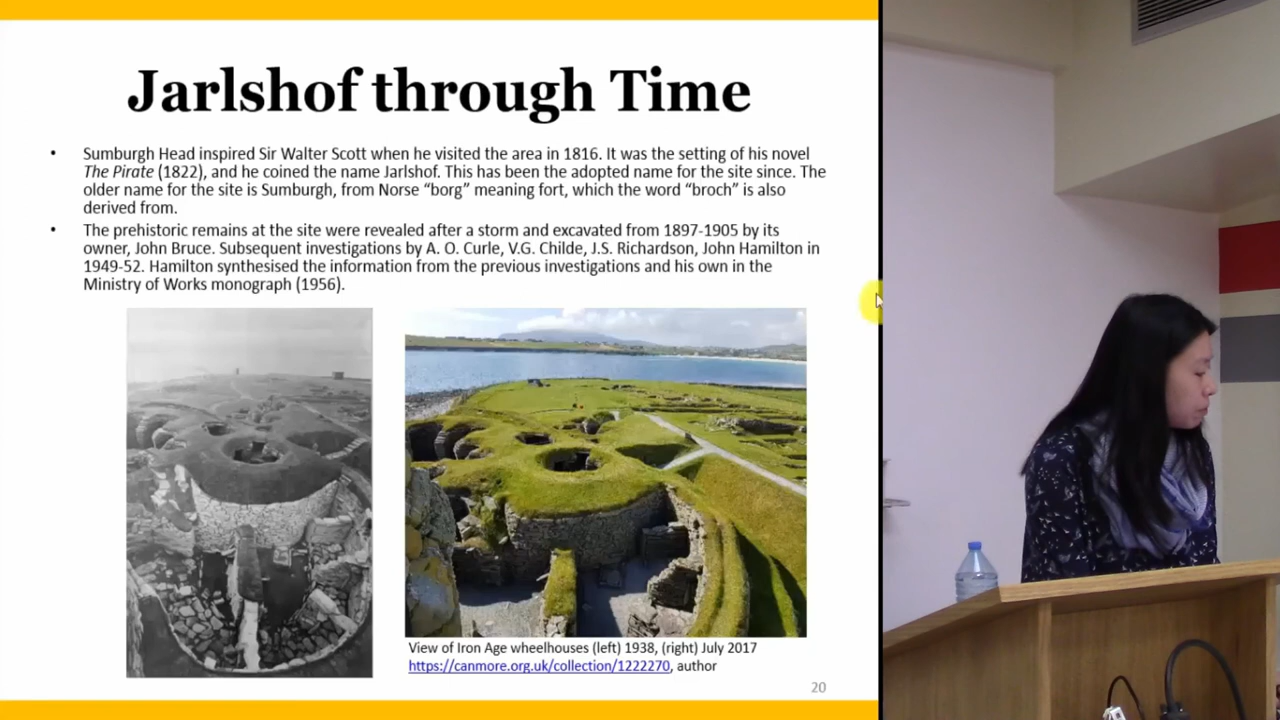 Jarlshof through Time
• Sumburgh Head inspired Sir Walter Scott when he visited the area in 1816. It was the setting of his novel
The Pirate (1822), and he coined the name Jarlshof. This has been the adopted name for the site since. The
older name for the site is Sumburgh, from Norse “borg” meaning fort, which the word “broch” is also
derived from.
• The prehistoric remains at the site were revealed after a storm and excavated from 1897-1905 by its
owner, John Bruce. Subsequent investigations by A. O. Curle, V.G. Childe, J.S. Richardson, John Hamilton in
1949-52. Hamilton synthesised the information from the previous investigations and his own in the
Ministry of Works monograph (1956).
View of Iron Age wheelhouses (left) 1938, (right) July 2017
https://canmore.org.uk/collection/1222270, author
20